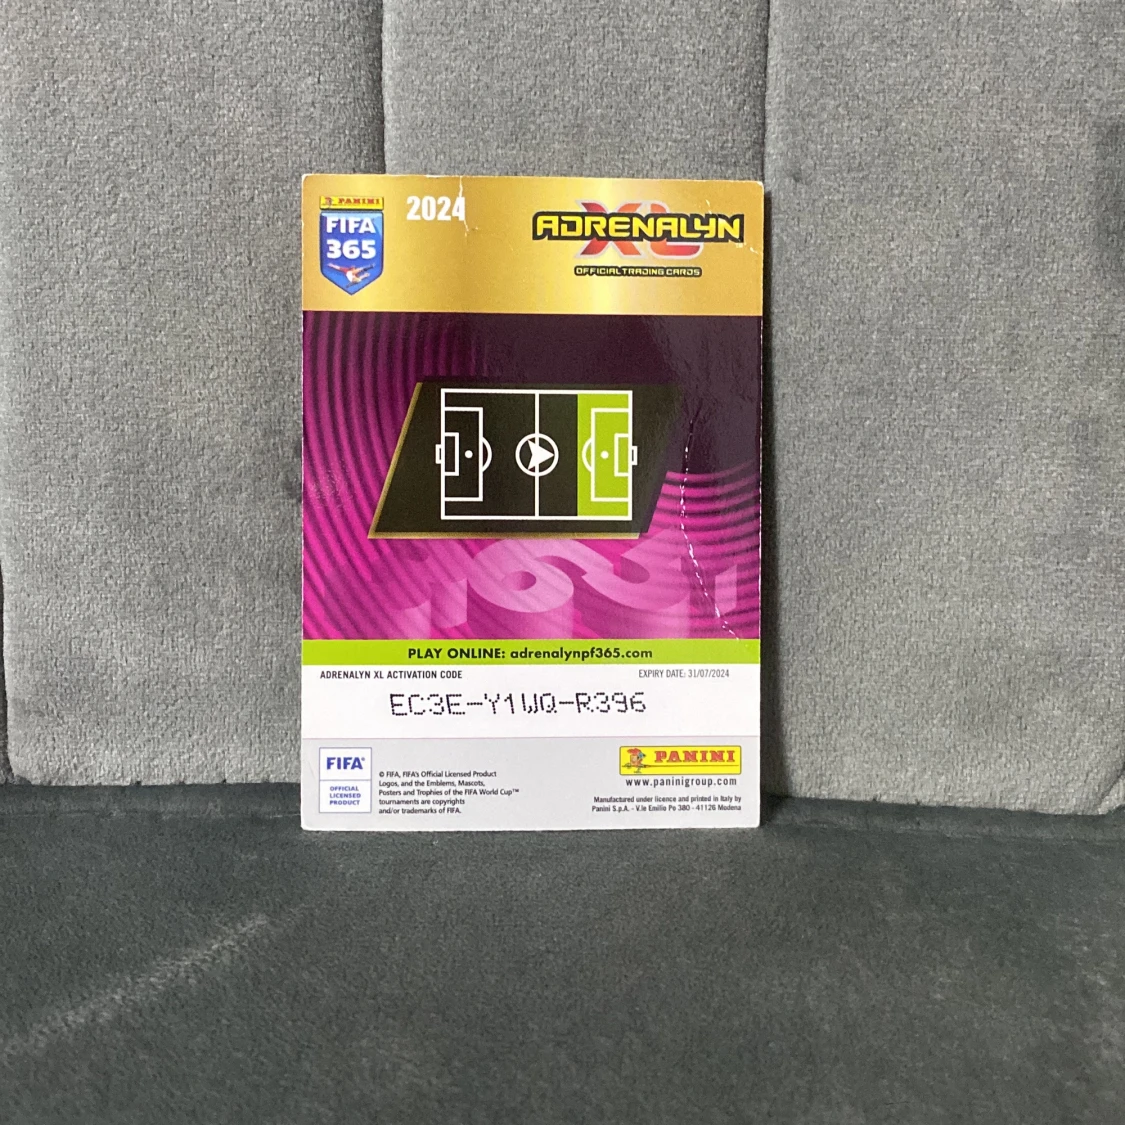 PANINI
FIFA
365
2024
ADRENALYN
XL
OFFICIAL TRADING CARDS
365
PLAY ONLINE: adrenalynpf365.com
ADRENALYN XL ACTIVATION CODE
EXPIRY DATE: 31/07/2024
EC3E-Y1WQ-R396
FIFA®
OFFICIAL
LICENSED
PRODUCT
© FIFA, FIFA's Official Licensed Product
Logos, and the Emblems, Mascots,
Posters and Trophies of the FIFA World Cup™
tournaments are copyrights
and/or trademarks of FIFA.
PANINI
www.paninigroup.com
Manufactured under licence and printed in Italy by
Panini S.p.A. - V.le Emilio Po 380 - 41126 Modena